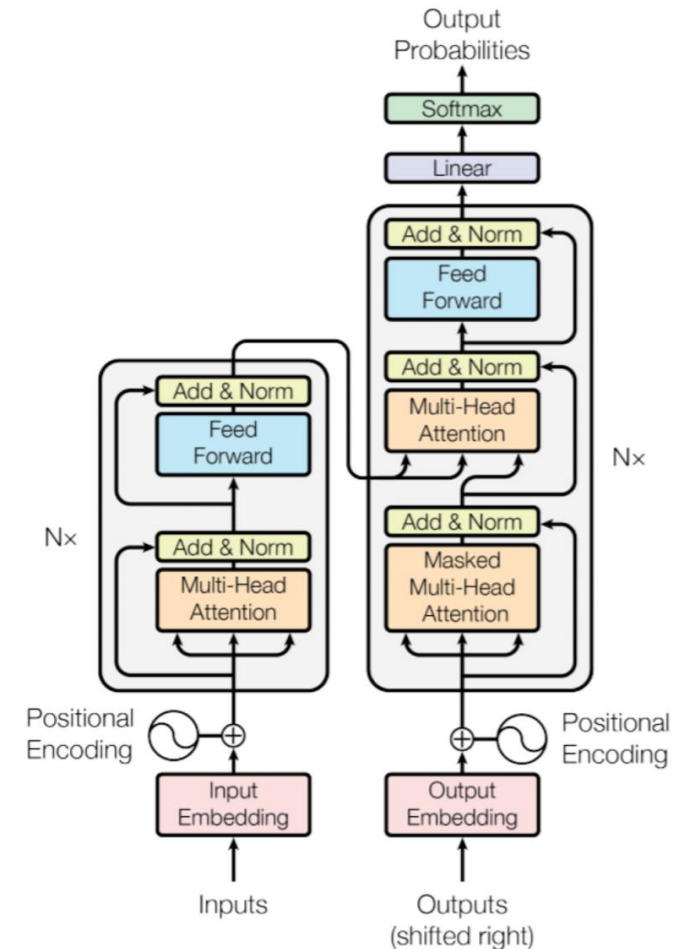 Output
Probabilities
Softmax
Linear
Add & Norm
Feed
Forward
Add & Norm
Multi-Head
Attention
Nx
Add & Norm
Masked
Multi-Head
Attention
Add & Norm
Feed
Forward
Nx
Add & Norm
Multi-Head
Attention
Positional
Encoding
Positional
Encoding
Input
Embedding
Output
Embedding
Inputs
Outputs
(shifted right)